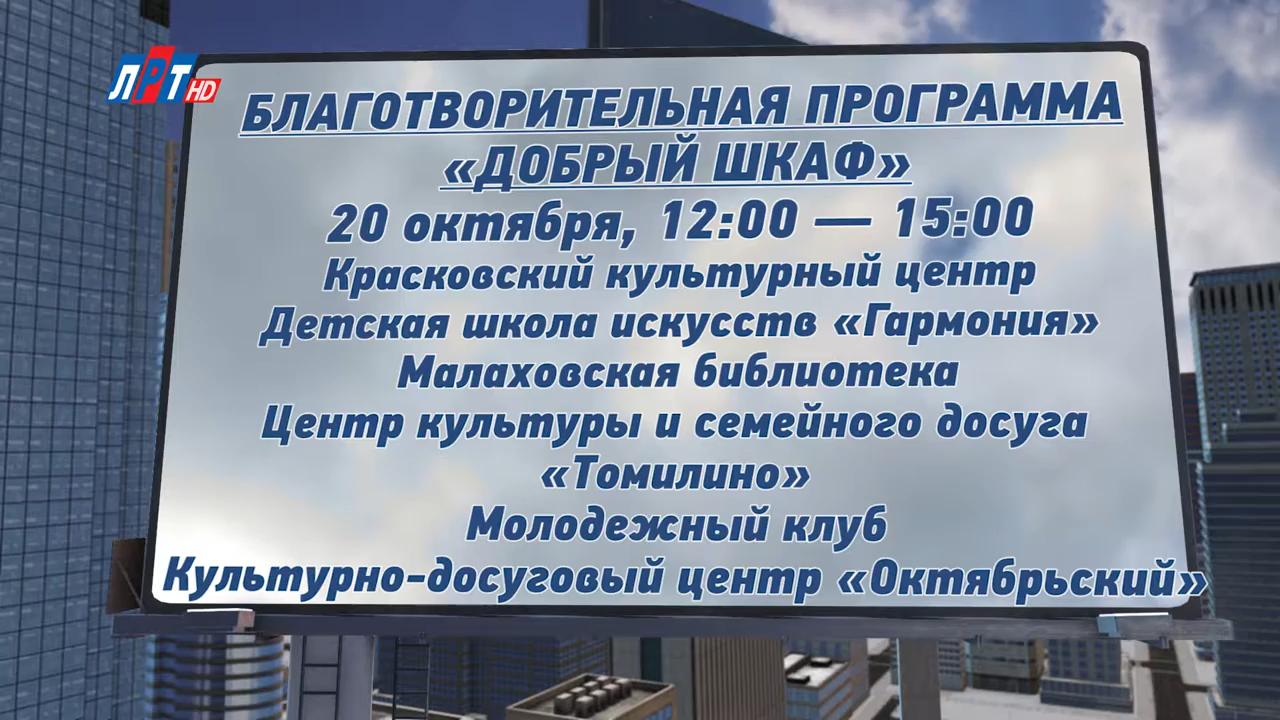 ЛРТ HD
БЛАГОТВОРИТЕЛЬНАЯ ПРОГРАММА
«ДОБРЫЙ ШКАФ»
20 октября, 12:00 — 15:00
Красковский культурный центр
Детская школа искусств «Гармония»
Малаховская библиотека
Центр культуры и семейного досуга
«Томилино»
Молодежный клуб
Культурно-досуговый центр «Октябрьский»